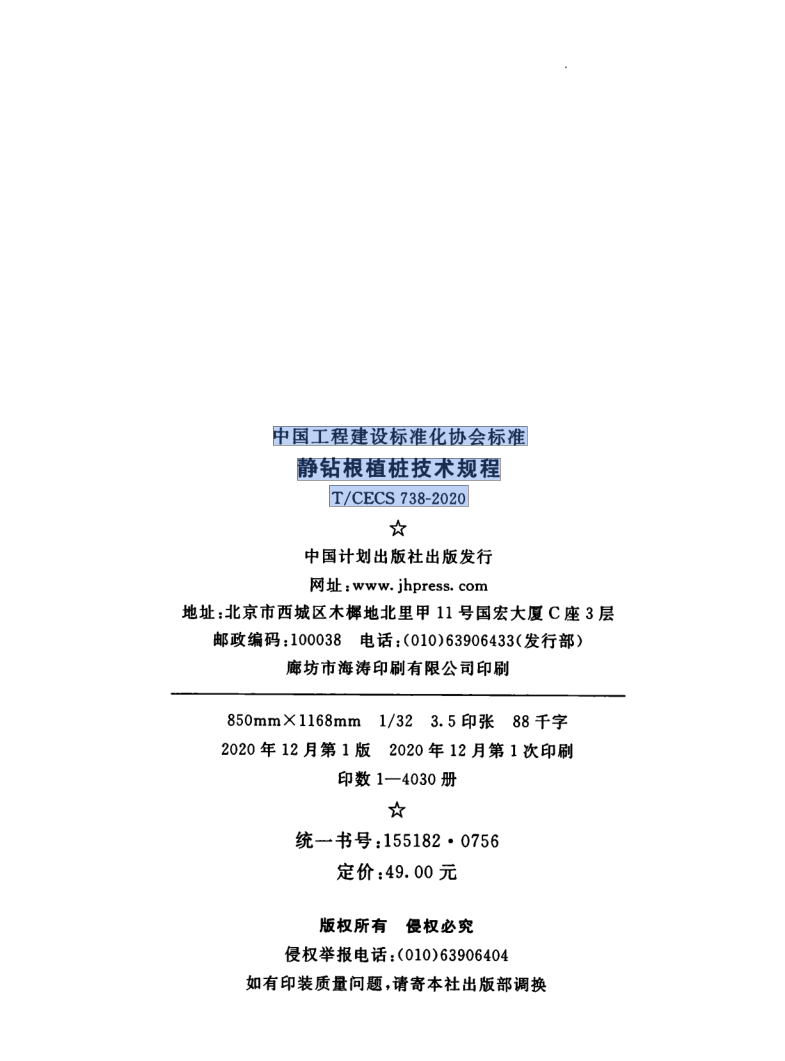 中国工程建设标准化协会标准
静钻根植桩技术规程
T/CECS 738-2020
☆
中国计划出版社出版发行
网址:www.jhpress.com
地址:北京市西城区木樨地北里甲 11 号国宏大厦 C 座 3 层
邮政编码:100038 电话:(010)63906433(发行部)
廊坊市海涛印刷有限公司印刷
850mm×1168mm 1/32 3.5 印张 88 千字
2020 年 12 月第 1 版 2020 年 12 月第 1 次印刷
印数 1—4030 册
☆
统一书号:155182·0756
定价:49.00 元
版权所有 侵权必究
侵权举报电话:(010)63906404
如有印装质量问题,请寄本社出版部调换